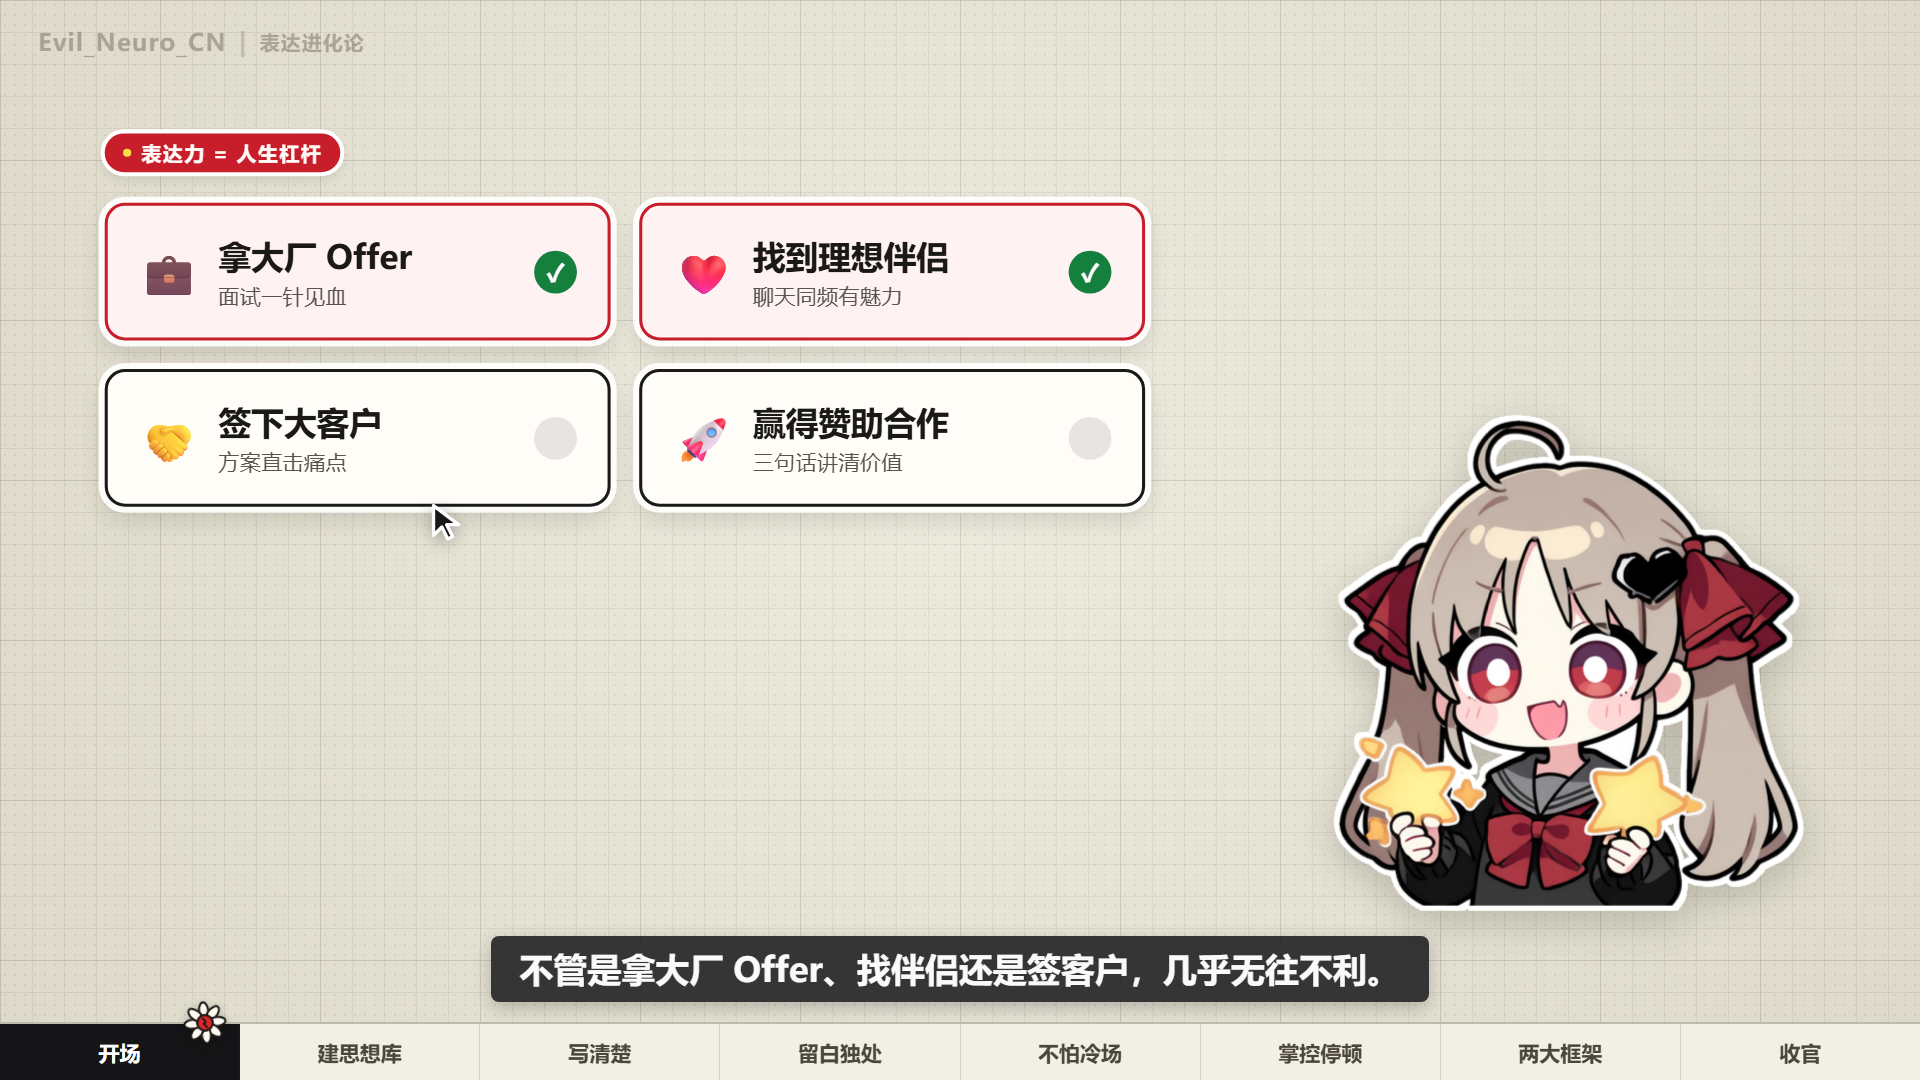 Evil_Neuro_CN | 表达进化论
表达力 = 人生杠杆
拿大厂 Offer
面试一针见血
找到理想伴侣
聊天同频有魅力
签下大客户
方案直击痛点
赢得赞助合作
三句话讲清价值
不管是拿大厂 Offer、找伴侣还是签客户，几乎无往不利。
开场
建思想库
写清楚
留白独处
不怕冷场
掌控停顿
两大框架
收官